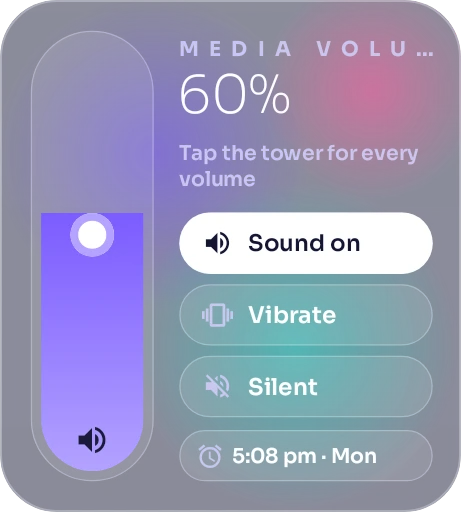 MEDIA VOLU…
60%
Tap the tower for every
volume
Sound on
Vibrate
Silent
5:08 pm · Mon